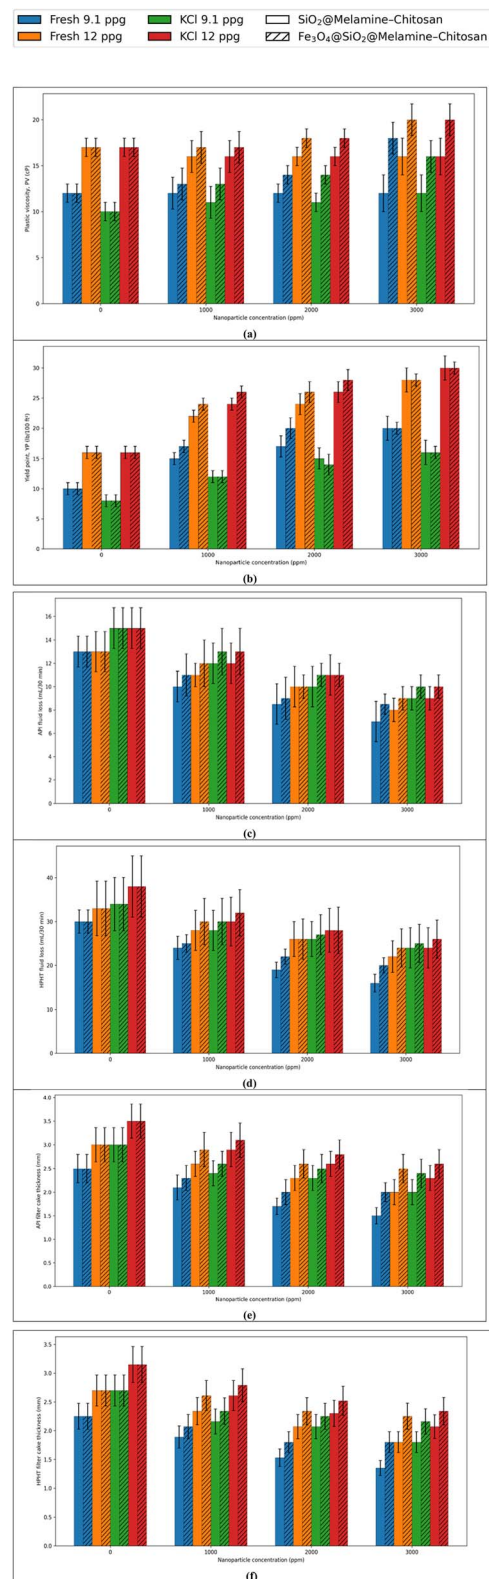 Fresh 9.1 ppg KCl 9.1 ppg SiO₂@Melamine–Chitosan
Fresh 12 ppg KCl 12 ppg Fe₃O₄@SiO₂@Melamine–Chitosan
Plastic viscosity, PV (cP)
20
15
10
5
0
0 1000 2000 3000
Nanoparticle concentration (ppm)
(a)
Yield point, YP (lb/100 ft²)
30
25
20
15
10
5
0
0 1000 2000 3000
Nanoparticle concentration (ppm)
(b)
API fluid loss (mL/30 min)
16
14
12
10
8
6
4
2
0
0 1000 2000 3000
Nanoparticle concentration (ppm)
(c)
HPHT fluid loss (mL/30 min)
40
30
20
10
0
0 1000 2000 3000
Nanoparticle concentration (ppm)
(d)
API filter cake thickness (mm)
4.0
3.5
3.0
2.5
2.0
1.5
1.0
0.5
0.0
0 1000 2000 3000
Nanoparticle concentration (ppm)
(e)
HPHT filter cake thickness (mm)
3.5
3.0
2.5
2.0
1.5
1.0
0.5
0.0
0 1000 2000 3000
Nanoparticle concentration (ppm)
(f)